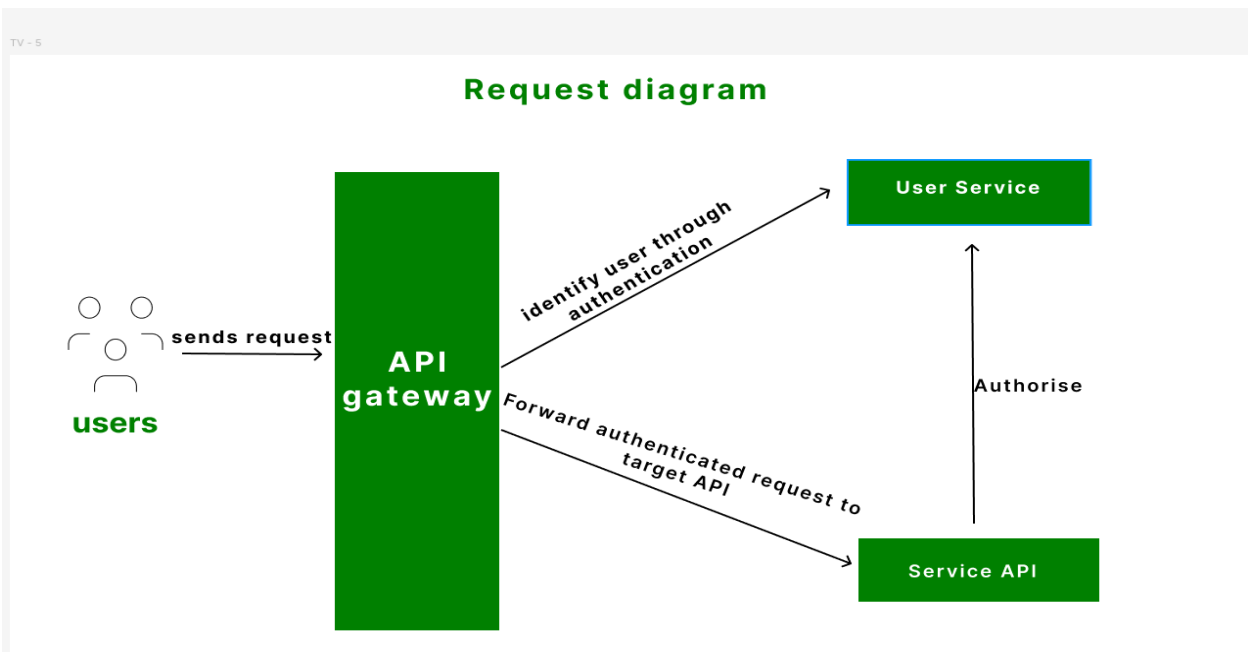 TV - 5
Request diagram
User Service
identify user through
authentication
sends request
API
gateway
users
Forward authenticated request to
target API
Authorise
Service API